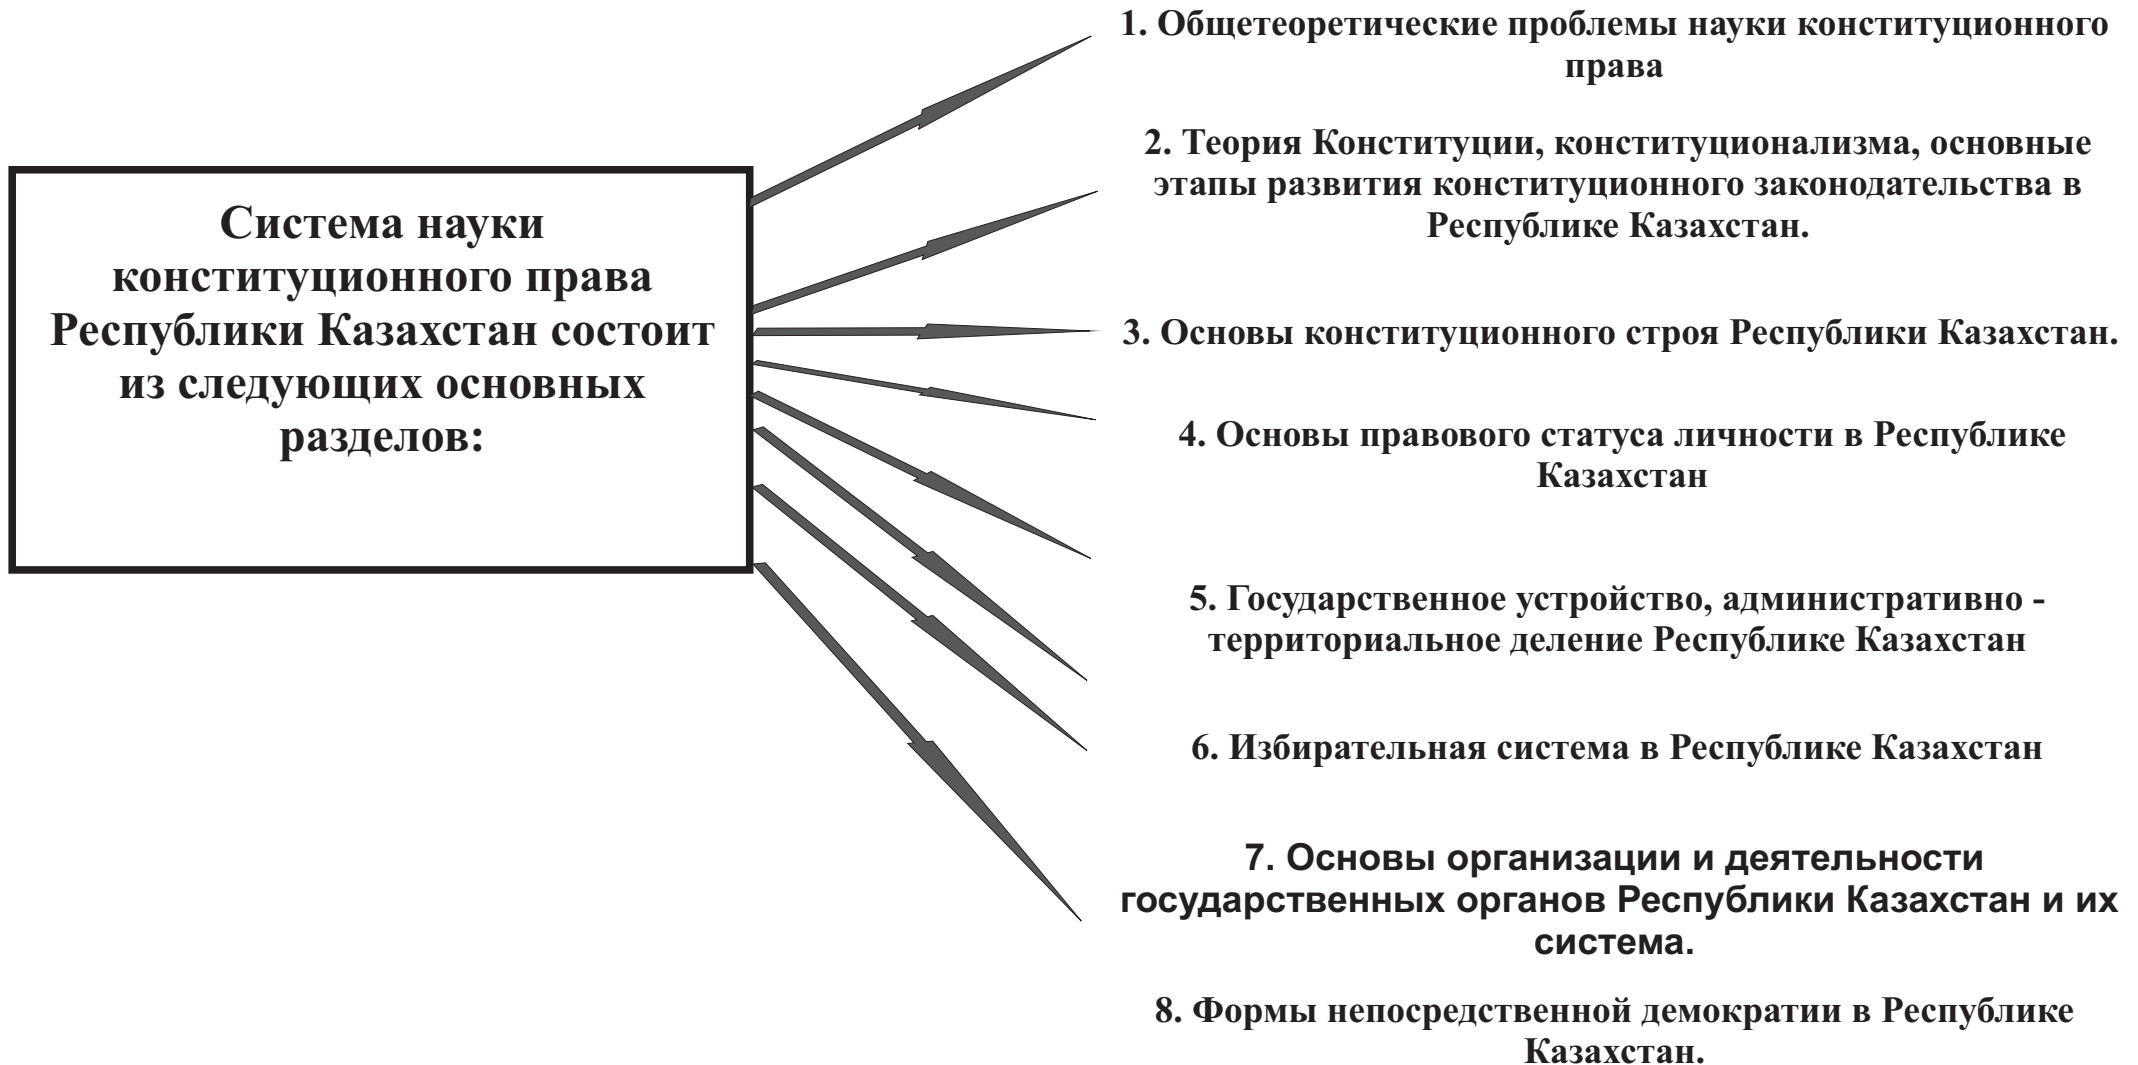 Система науки
конституционного права
Республики Казахстан состоит
из следующих основных
разделов:
1. Общетеоретические проблемы науки конституционного
права
2. Теория Конституции, конституционализма, основные
этапы развития конституционного законодательства в
Республике Казахстан.
3. Основы конституционного строя Республики Казахстан.
4. Основы правового статуса личности в Республике
Казахстан
5. Государственное устройство, административно -
территориальное деление Республике Казахстан
6. Избирательная система в Республике Казахстан
7. Основы организации и деятельности
государственных органов Республики Казахстан и их
система.
8. Формы непосредственной демократии в Республике
Казахстан.